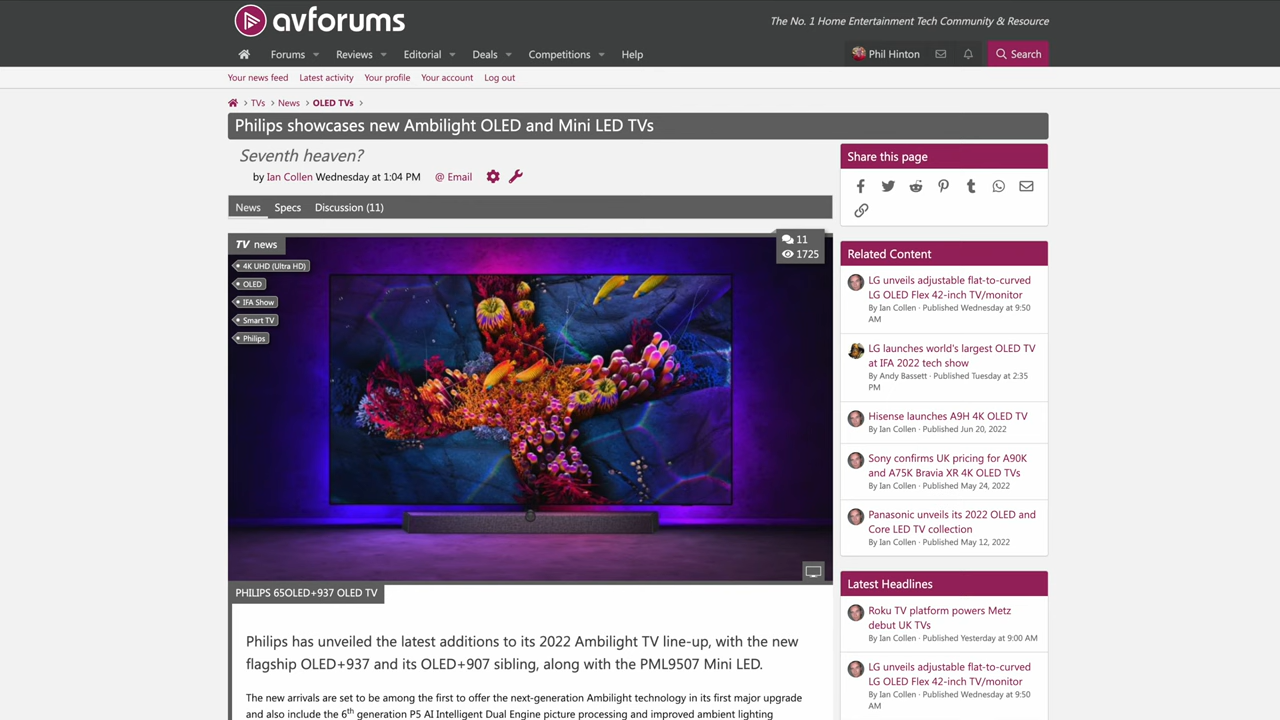 avforums
The No. 1 Home Entertainment Tech Community & Resource
Forums Reviews Editorial Deals Competitions Help
Phil Hinton
Search
Your news feed Latest activity Your profile Your account Log out
TVs News OLED TVs
Philips showcases new Ambilight OLED and Mini LED TVs
Seventh heaven?
by Ian Collen Wednesday at 1:04 PM @ Email
News Specs Discussion (11)
TV news
11
1725
4K UHD (Ultra HD)
OLED
IFA Show
Smart TV
Philips
PHILIPS 65OLED+937 OLED TV
Philips has unveiled the latest additions to its 2022 Ambilight TV line-up, with the new
flagship OLED+937 and its OLED+907 sibling, along with the PML9507 Mini LED.
The new arrivals are set to be among the first to offer the next-generation Ambilight technology in its first major upgrade
and also include the 6th generation P5 AI Intelligent Dual Engine picture processing and improved ambient lighting
Share this page
Related Content
LG unveils adjustable flat-to-curved
LG OLED Flex 42-inch TV/monitor
By Ian Collen · Published Wednesday at 9:50
AM
LG launches world's largest OLED TV
at IFA 2022 tech show
By Andy Bassett · Published Tuesday at 2:35
PM
Hisense launches A9H 4K OLED TV
By Ian Collen · Published Jun 20, 2022
Sony confirms UK pricing for A90K
and A75K Bravia XR 4K OLED TVs
By Ian Collen · Published May 24, 2022
Panasonic unveils its 2022 OLED and
Core LED TV collection
By Ian Collen · Published May 12, 2022
Latest Headlines
Roku TV platform powers Metz
debut UK TVs
By Ian Collen · Published Yesterday at 9:00 AM
LG unveils adjustable flat-to-curved
LG OLED Flex 42-inch TV/monitor
By Ian Collen · Published Wednesday at 9:50
AM